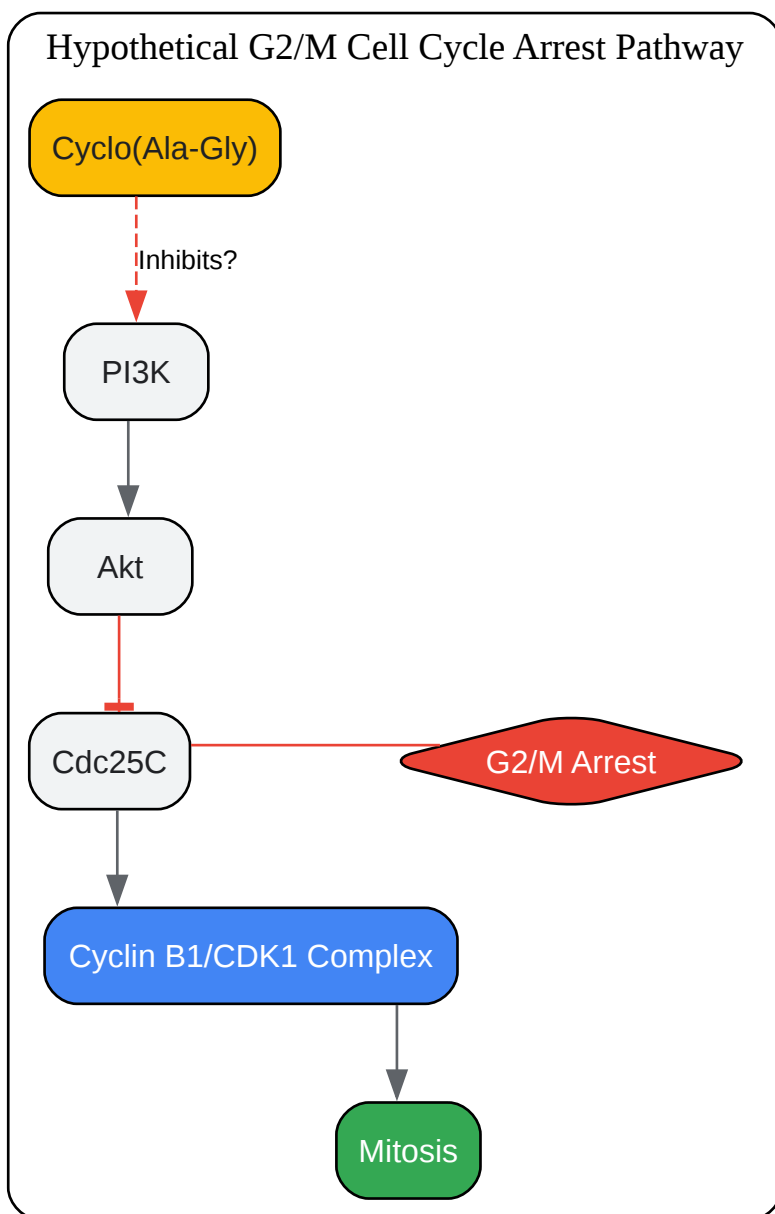 Hypothetical G2/M Cell Cycle Arrest Pathway
Cyclo(Ala-Gly)
Inhibits?
PI3K
Akt
Cdc25C
G2/M Arrest
Cyclin B1/CDK1 Complex
Mitosis